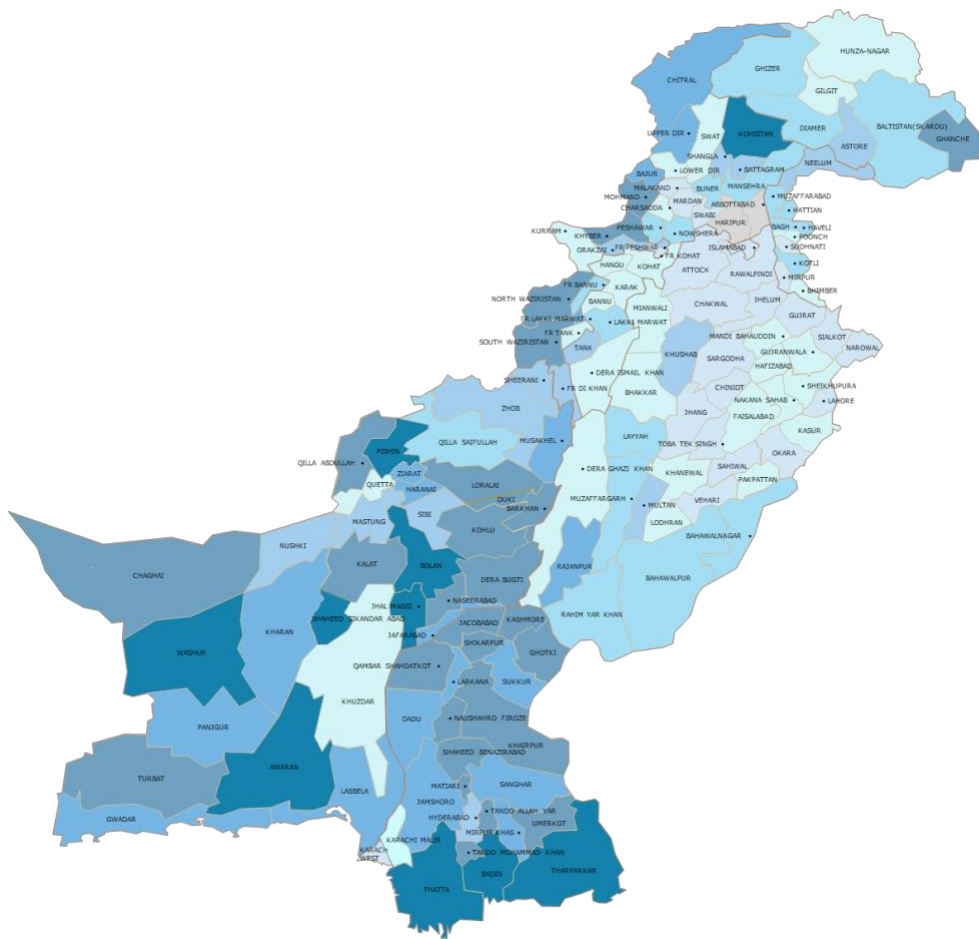 HUNZA-NAGAR
GHIZER
CHITRAL
GILGIT
BALTISTAN(SKARDU)
DIAMER
UPPER DIR
SWAT
KOHISTAN
GHANCHE
ASTORE
SHANGLA
NEELUM
LOWER DIR
BATTAGRAM
BAJUR
MALAKAND
BUNER
MANSEHRA
MUZAFFARABAD
MOHMAND
MARDAN
ABBOTTABAD
CHARSADDA
SWABI
HATTIAN
HARIPUR
KURRAM
KHYBER
PESHAWAR
NOWSHERA
BAGH
HAVELI
POONCH
ORAKZAI
FR PESHWAR
ISLAMABAD
SUDHNATI
FR KOHAT
HANGU
KOHAT
ATTOCK
RAWALPINDI
KOTLI
MIRPUR
FR BANNU
KARAK
BHIMBER
NORTH WAZIRISTAN
BANNU
MIANWALI
CHAKWAL
JHELUM
GUJRAT
FR LAKKI MARWAT
LAKKI MARWAT
FR TANK
MANDI BAHAUDDIN
SIALKOT
SOUTH WAZIRISTAN
TANK
KHUSHAB
SARGODHA
GUJRANWALA
NAROWAL
HAFIZABAD
SHEERANI
DERA ISMAIL KHAN
FR DI KHAN
BHAKKAR
CHINIOT
SHEIKHUPURA
NAKANA SAHAB
LAHORE
ZHOB
JHANG
FAISALABAD
KASUR
QILLA SAIFULLAH
MUSAKHEL
LAYYAH
TOBA TEK SINGH
OKARA
PISHIN
QILLA ABDULLAH
ZIARAT
DERA GHAZI KHAN
KHANEWAL
SAHIWAL
PAKPATTAN
QUETTA
HARANAI
LORALAI
DUKI
MUZAFFARGARH
MULTAN
VEHARI
BARKHAN
SIBI
MASTUNG
LODHRAN
NUSHKI
KOHLU
BAHAWALNAGAR
KALAT
BOLAN
CHAGHAI
DERA BUGTI
RAJANPUR
BAHAWALPUR
NASEERABAD
JHAL MAGSI
SHAHEED SIKANDAR ABAD
RAHIM YAR KHAN
KASHMORE
JACOBABAD
KHARAN
JAFARABAD
SHIKARPUR
WASHUK
GHOTKI
QAMBAR SHAHDATKOT
LARKANA
SUKKUR
KHUZDAR
DADU
NAUSHAHRO FIROZE
PANJGUR
KHAIRPUR
SHAHEED BENAZIRABAD
AWARAN
TURBAT
MATIARI
SANGHAR
LASBELA
JAMSHORO
TANDO ALLAH YAR
GWADAR
HYDERABAD
UMERKOT
MIRPUR KHAS
KARACHI MALIR
KARACHI
WEST
TANDO MOHAMMAD KHAN
THARPARKAR
BADIN
THATTA